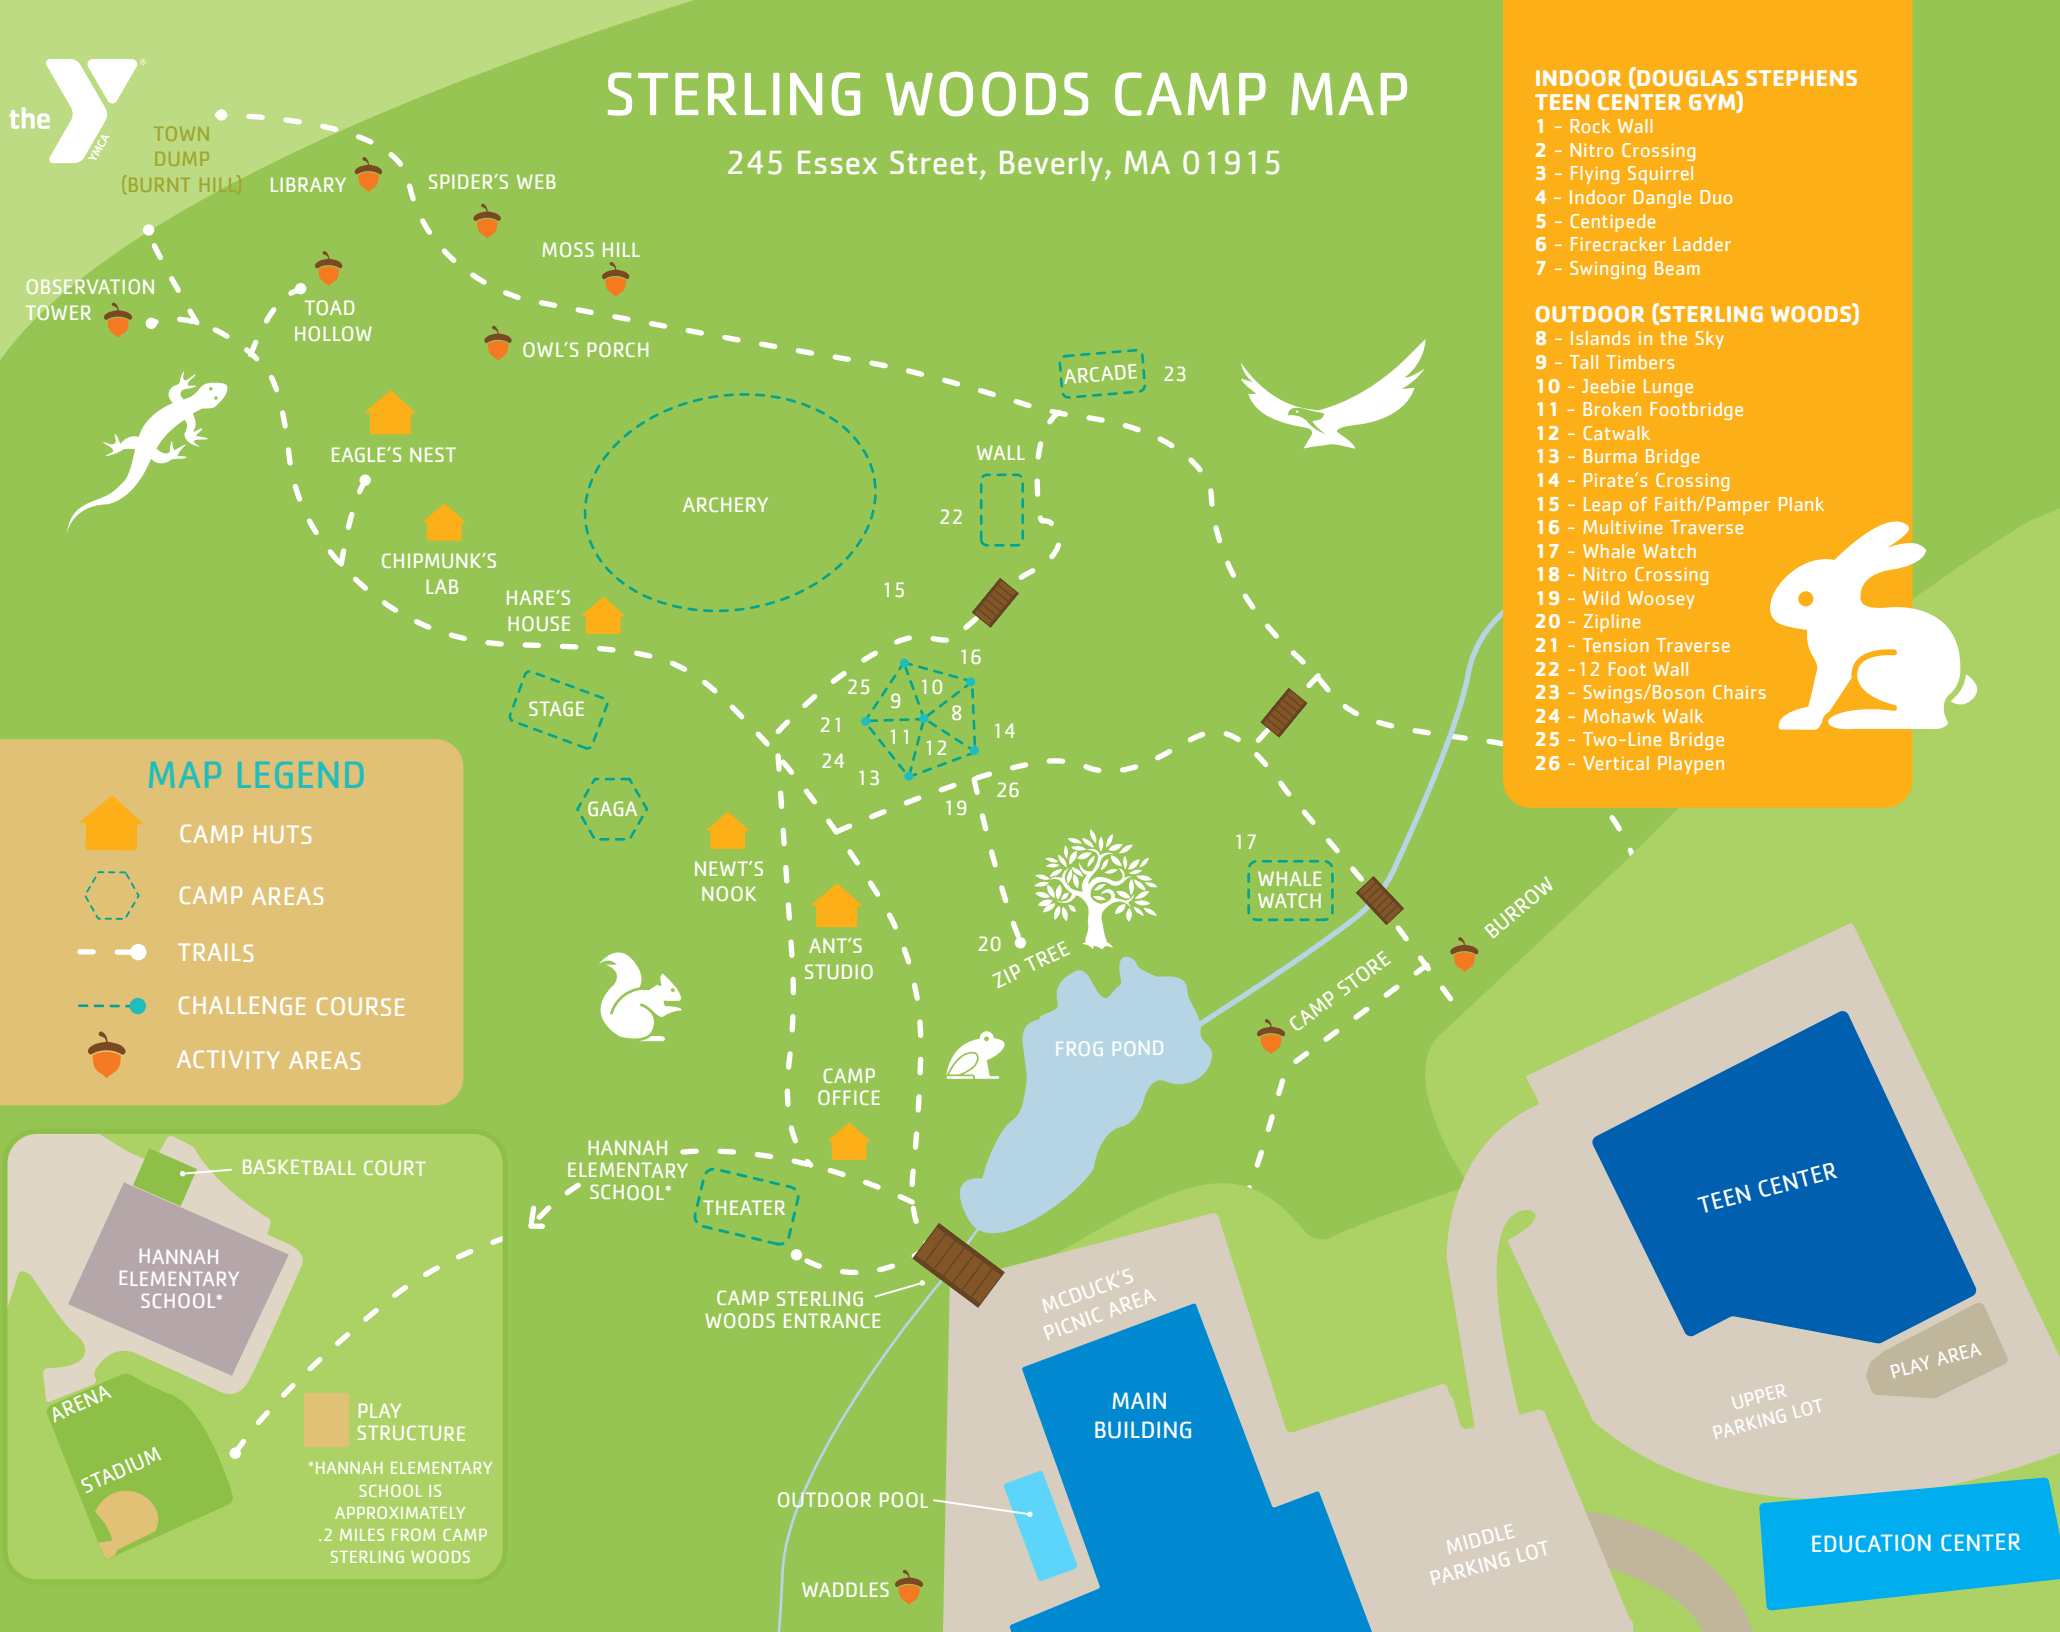 STERLING WOODS CAMP MAP
245 Essex Street, Beverly, MA 01915
the
YMCA
®
TOWN
DUMP
(BURNT HILL)
LIBRARY
SPIDER'S WEB
MOSS HILL
OBSERVATION
TOWER
TOAD
HOLLOW
OWL'S PORCH
ARCADE
23
EAGLE'S NEST
ARCHERY
WALL
22
CHIPMUNK'S
LAB
HARE'S
HOUSE
15
16
STAGE
25
10
9
8
21
11
12
14
24
13
GAGA
19
26
NEWT'S
NOOK
17
WHALE
WATCH
ANT'S
STUDIO
20
ZIP TREE
BURROW
CAMP STORE
FROG POND
CAMP
OFFICE
HANNAH
ELEMENTARY
SCHOOL*
THEATER
CAMP STERLING
WOODS ENTRANCE
MCDUCK'S
PICNIC AREA
MAIN
BUILDING
OUTDOOR POOL
WADDLES
MIDDLE
PARKING LOT
TEEN CENTER
PLAY AREA
UPPER
PARKING LOT
EDUCATION CENTER
INDOOR (DOUGLAS STEPHENS
TEEN CENTER GYM)
1 - Rock Wall
2 - Nitro Crossing
3 - Flying Squirrel
4 - Indoor Dangle Duo
5 - Centipede
6 - Firecracker Ladder
7 - Swinging Beam
OUTDOOR (STERLING WOODS)
8 - Islands in the Sky
9 - Tall Timbers
10 - Jeebie Lunge
11 - Broken Footbridge
12 - Catwalk
13 - Burma Bridge
14 - Pirate's Crossing
15 - Leap of Faith/Pamper Plank
16 - Multivine Traverse
17 - Whale Watch
18 - Nitro Crossing
19 - Wild Woosey
20 - Zipline
21 - Tension Traverse
22 -12 Foot Wall
23 - Swings/Boson Chairs
24 - Mohawk Walk
25 - Two-Line Bridge
26 - Vertical Playpen
MAP LEGEND
CAMP HUTS
CAMP AREAS
TRAILS
CHALLENGE COURSE
ACTIVITY AREAS
BASKETBALL COURT
HANNAH
ELEMENTARY
SCHOOL*
ARENA
STADIUM
PLAY
STRUCTURE
*HANNAH ELEMENTARY
SCHOOL IS
APPROXIMATELY
.2 MILES FROM CAMP
STERLING WOODS